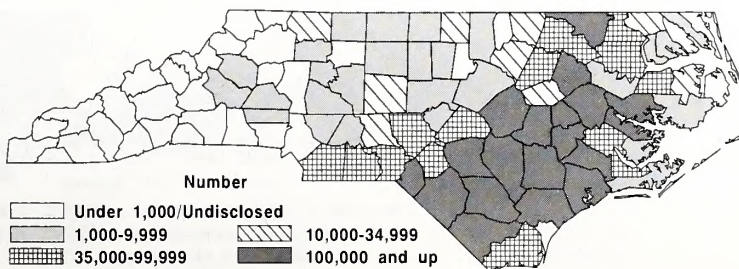 Number
Under 1,000/Undisclosed
1,000-9,999
10,000-34,999
35,000-99,999
100,000 and up